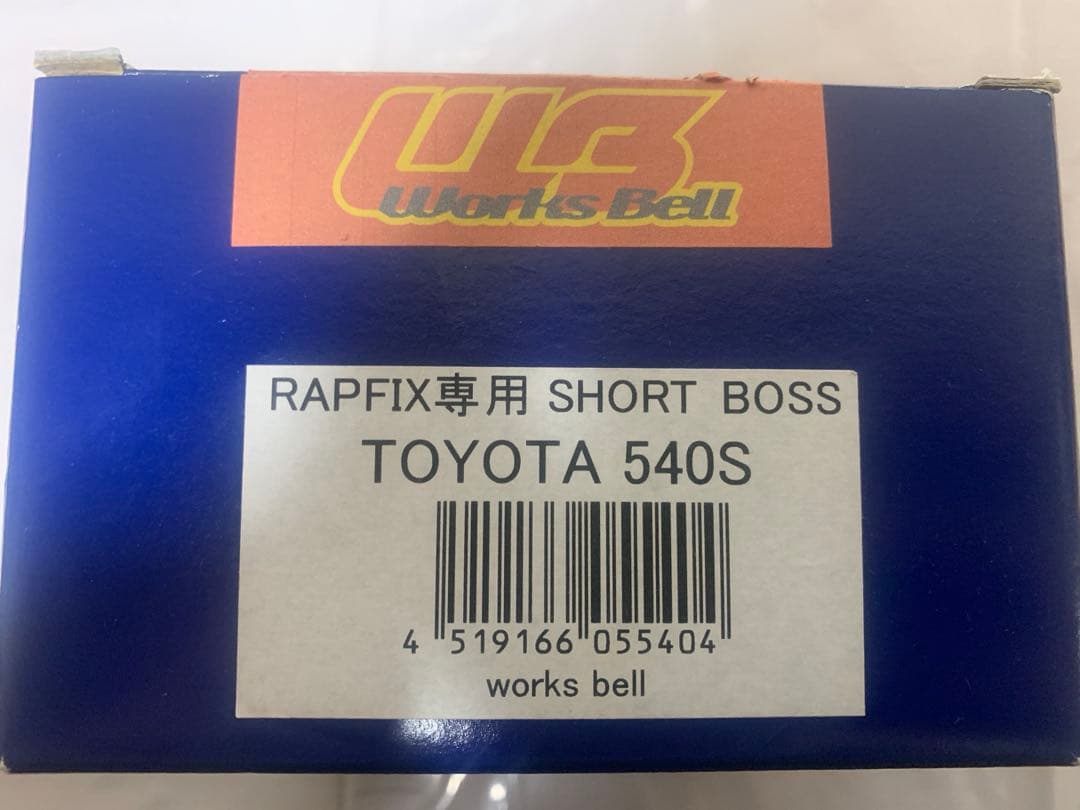 WB
Works Bell
RAPFIX専用 SHORT BOSS
TOYOTA 540S
4 519166 055404
works bell